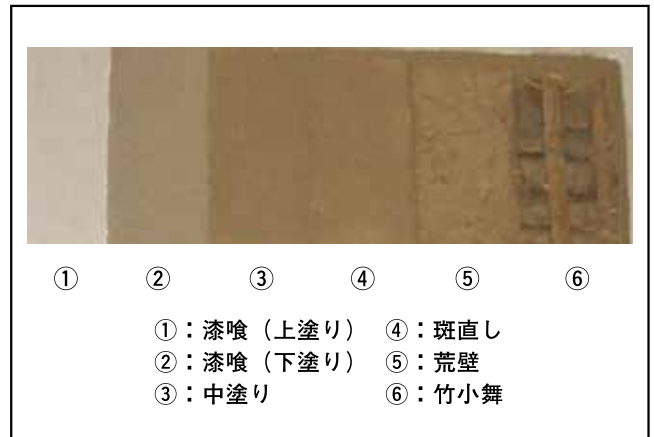 ① ② ③ ④ ⑤ ⑥
①：漆喰（上塗り） ④：斑直し
②：漆喰（下塗り） ⑤：荒壁
③：中塗り ⑥：竹小舞